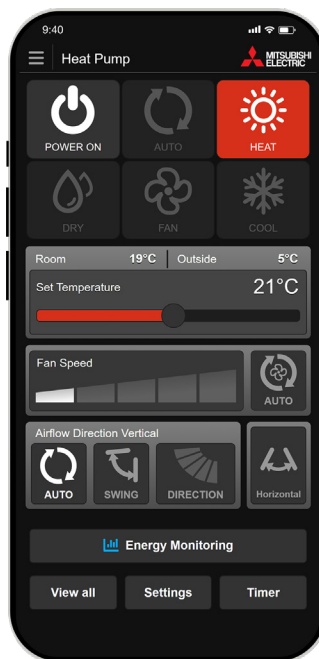 9:40
Heat Pump
MITSUBISHI
ELECTRIC
POWER ON
AUTO
HEAT
DRY
FAN
COOL
Room 19°C Outside 5°C
Set Temperature 21°C
Fan Speed
AUTO
Airflow Direction Vertical
AUTO
SWING
DIRECTION
Horizontal
Energy Monitoring
View all
Settings
Timer